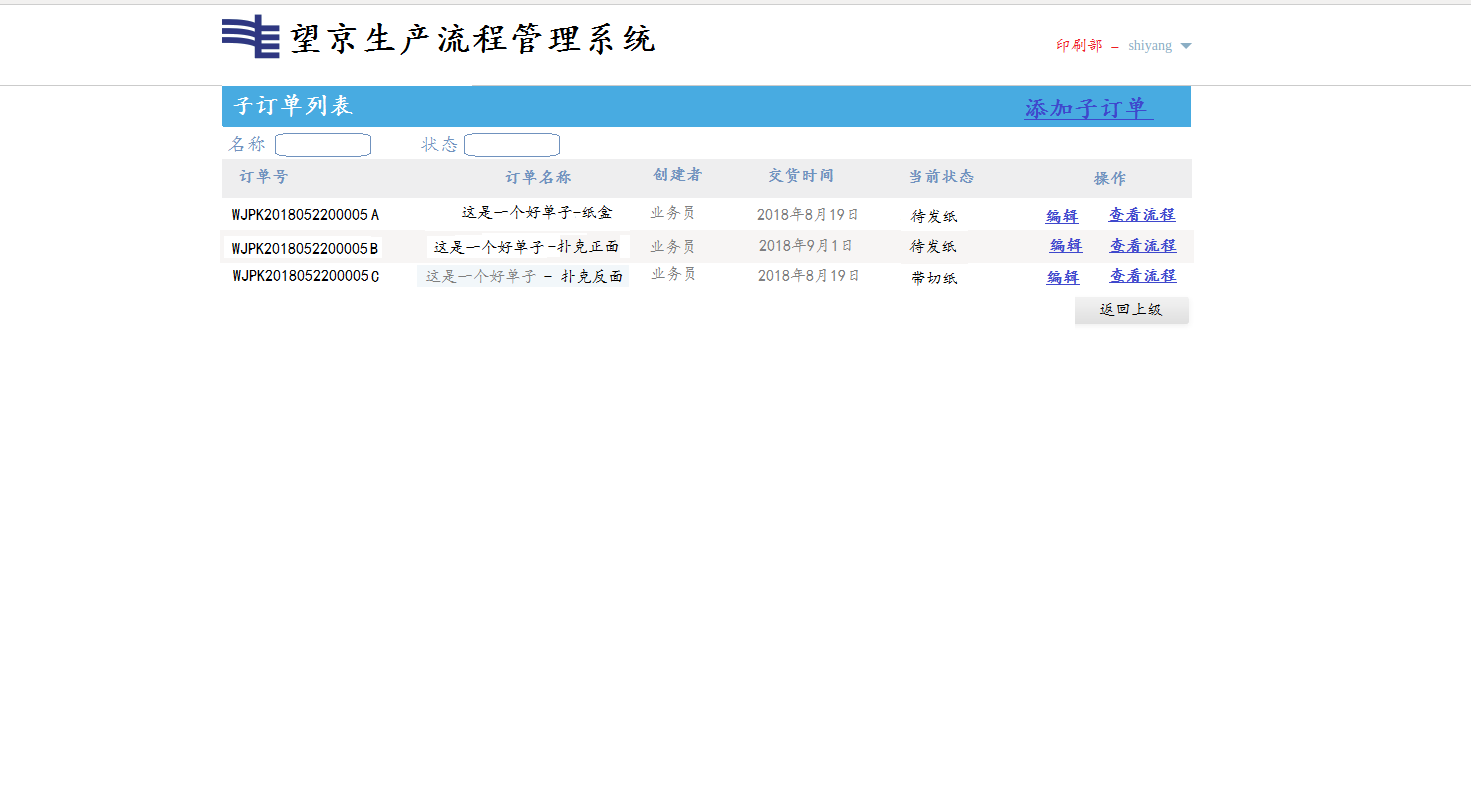 望京生产流程管理系统
印刷部 – shiyang
子订单列表 添加子订单
名称 状态
订单号 订单名称 创建者 交货时间 当前状态 操作
WJPK2018052200005A 这是一个好单子-纸盒 业务员 2018年8月19日 待发纸 编辑 查看流程
WJPK2018052200005B 这是一个好单子-扑克正面 业务员 2018年9月1日 待发纸 编辑 查看流程
WJPK2018052200005C 这是一个好单子 - 扑克反面 业务员 2018年8月19日 带切纸 编辑 查看流程
返回上级